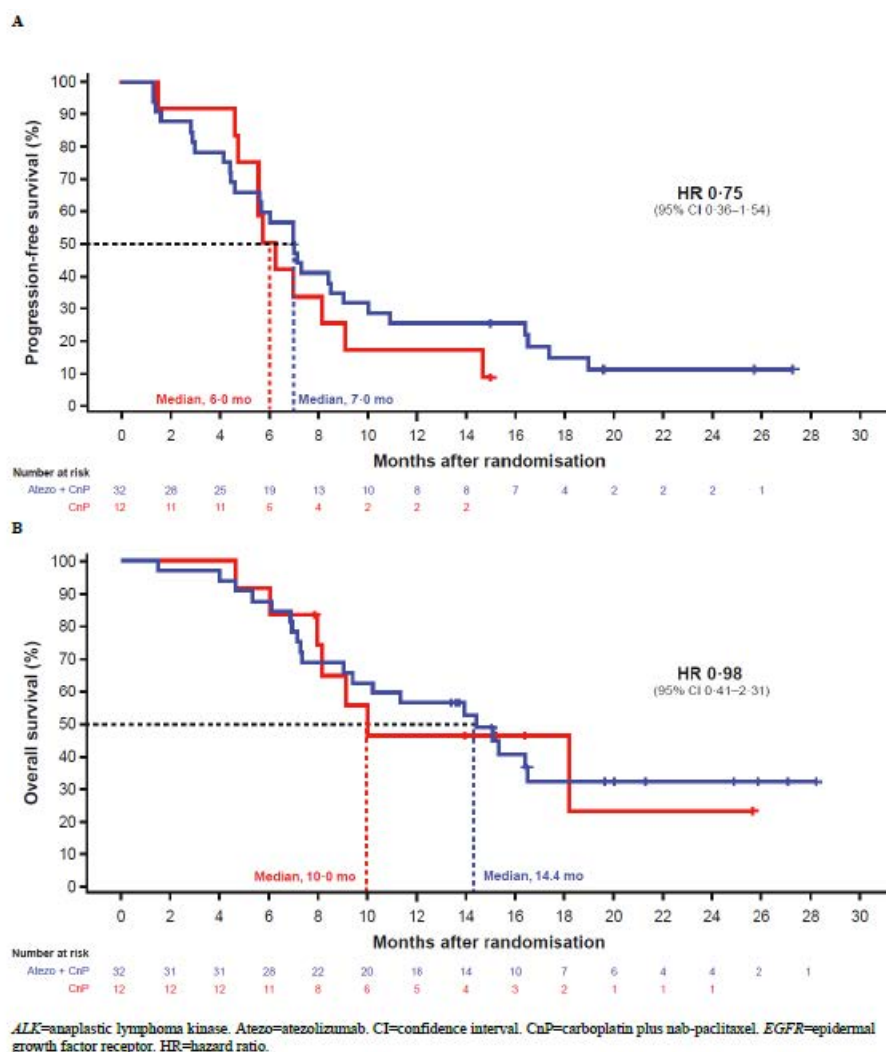 A
Progression-free survival (%)
100
90
80
70
60
50
40
30
20
10
0
HR 0·75
(95% CI 0·36–1·54)
Median, 6·0 mo
Median, 7·0 mo
0 2 4 6 8 10 12 14 16 18 20 22 24 26 28 30
Months after randomisation
Number at risk
Atezo + CnP 32 28 25 19 13 10 8 8 7 4 2 2 2 1
CnP 12 11 11 6 4 2 2 2
B
Overall survival (%)
100
90
80
70
60
50
40
30
20
10
0
HR 0·98
(95% CI 0·41–2·31)
Median, 10·0 mo
Median, 14.4 mo
0 2 4 6 8 10 12 14 16 18 20 22 24 26 28 30
Months after randomisation
Number at risk
Atezo + CnP 32 31 31 28 22 20 18 14 10 7 6 4 4 2 1
CnP 12 12 12 11 8 6 5 4 3 2 1 1 1
ALK=anaplastic lymphoma kinase. Atezo=atezolizumab. CI=confidence interval. CnP=carboplatin plus nab-paclitaxel. EGFR=epidermal
growth factor receptor. HR=hazard ratio.